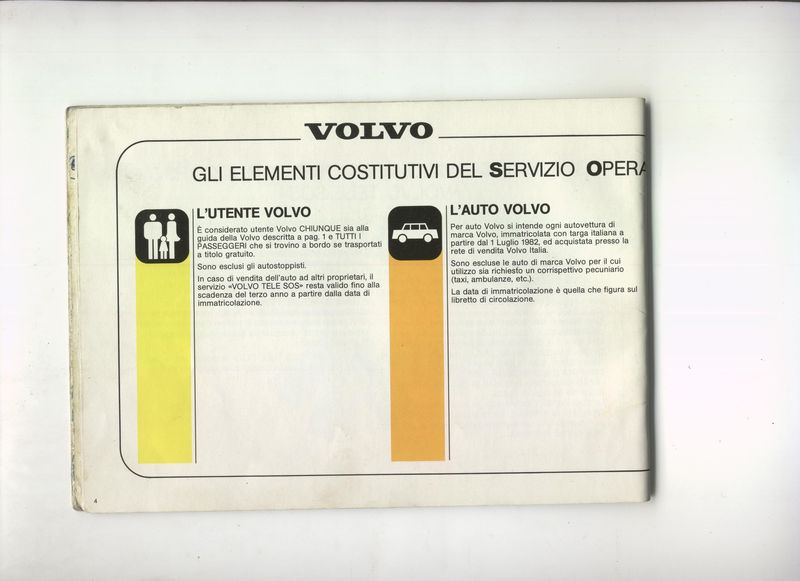 VOLVO
GLI ELEMENTI COSTITUTIVI DEL SERVIZIO OPERA
L'UTENTE VOLVO
È considerato utente Volvo CHIUNQUE sia alla
guida della Volvo descritta a pag. 1 e TUTTI I
PASSEGGERI che si trovino a bordo se trasportati
a titolo gratuito.
Sono esclusi gli autostoppisti.
In caso di vendita dell'auto ad altri proprietari, il
servizio «VOLVO TELE SOS» resta valido fino alla
scadenza del terzo anno a partire dalla data di
immatricolazione.
L'AUTO VOLVO
Per auto Volvo si intende ogni autovettura di
marca Volvo, immatricolata con targa italiana a
partire dal 1 Luglio 1982, ed acquistata presso la
rete di vendita Volvo Italia.
Sono escluse le auto di marca Volvo per il cui
utilizzo sia richiesto un corrispettivo pecuniario
(taxi, ambulanze, etc.).
La data di immatricolazione è quella che figura sul
libretto di circolazione.
4